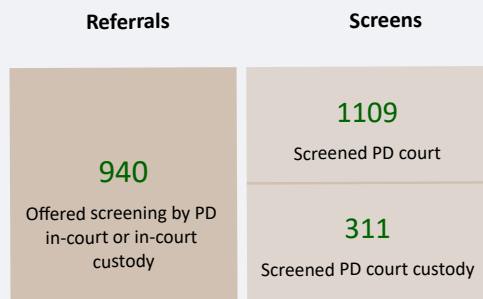 Referrals
Screens
940
Offered screening by PD
in-court or in-court
custody
1109
Screened PD court
311
Screened PD court custody